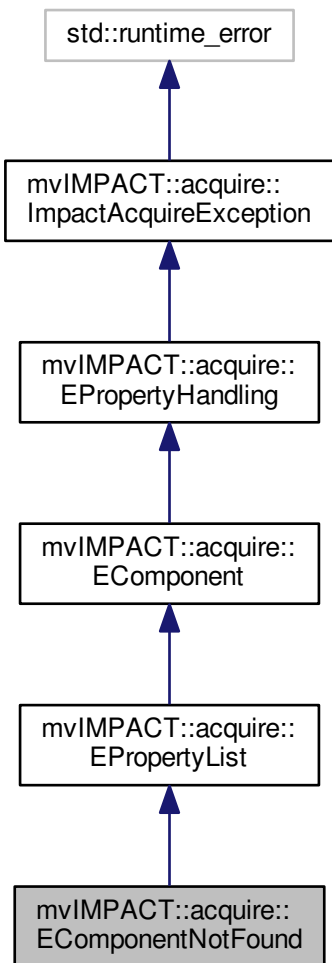 std::runtime_error
mvIMPACT::acquire::
ImpactAcquireException
mvIMPACT::acquire::
EPropertyHandling
mvIMPACT::acquire::
EComponent
mvIMPACT::acquire::
EPropertyList
mvIMPACT::acquire::
EComponentNotFound